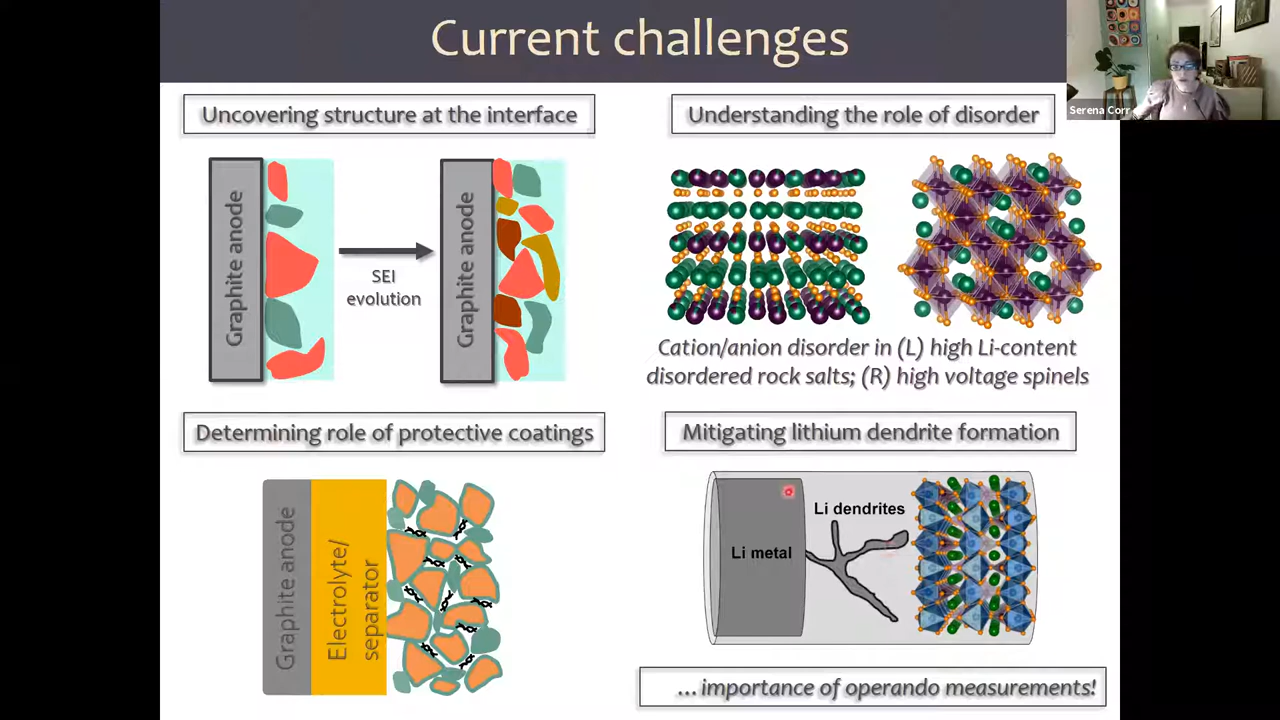 Current challenges
Serena Corr
Uncovering structure at the interface
Graphite anode
SEI
evolution
Graphite anode
Understanding the role of disorder
Cation/anion disorder in (L) high Li-content
disordered rock salts; (R) high voltage spinels
Determining role of protective coatings
Graphite anode
Electrolyte/
separator
Mitigating lithium dendrite formation
Li metal
Li dendrites
...importance of operando measurements!